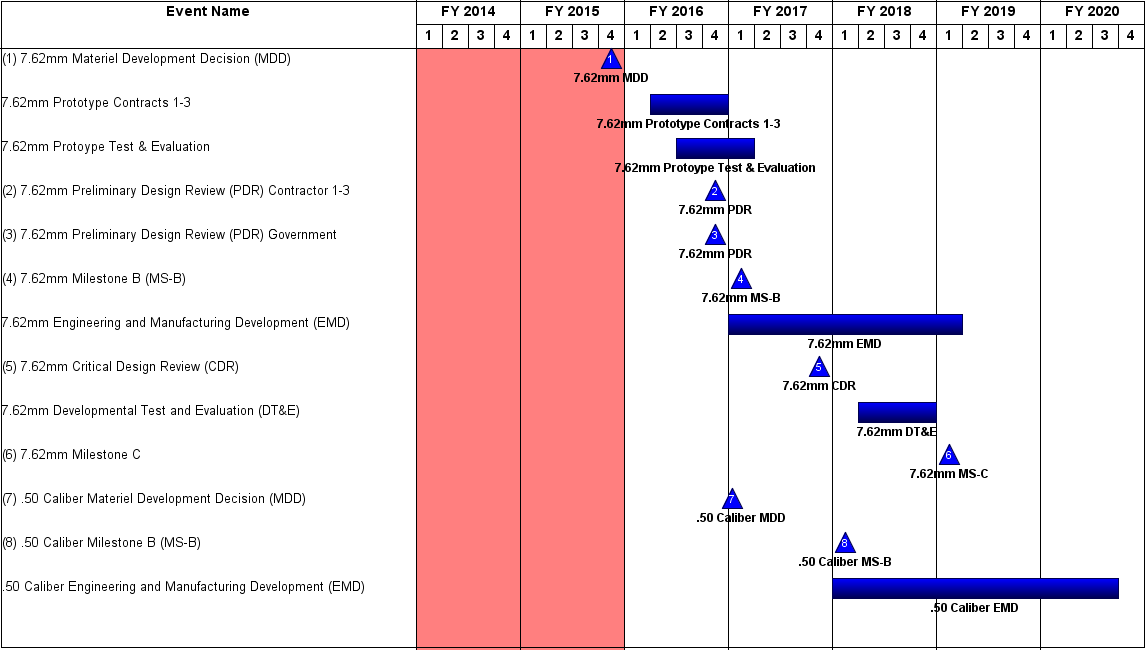 Event Name FY 2014 FY 2015 FY 2016 FY 2017 FY 2018 FY 2019 FY 2020
1 2 3 4 1 2 3 4 1 2 3 4 1 2 3 4 1 2 3 4 1 2 3 4 1 2 3 4
(1) 7.62mm Materiel Development Decision (MDD) 1
7.62mm MDD
7.62mm Prototype Contracts 1-3
7.62mm Prototype Contracts 1-3
7.62mm Protoype Test & Evaluation
7.62mm Protoype Test & Evaluation
(2) 7.62mm Preliminary Design Review (PDR) Contractor 1-3 2
7.62mm PDR
(3) 7.62mm Preliminary Design Review (PDR) Government 3
7.62mm PDR
(4) 7.62mm Milestone B (MS-B) 4
7.62mm MS-B
7.62mm Engineering and Manufacturing Development (EMD)
7.62mm EMD
(5) 7.62mm Critical Design Review (CDR) 5
7.62mm CDR
7.62mm Developmental Test and Evaluation (DT&E)
7.62mm DT&E
(6) 7.62mm Milestone C 6
7.62mm MS-C
(7) .50 Caliber Materiel Development Decision (MDD) 7
.50 Caliber MDD
(8) .50 Caliber Milestone B (MS-B) 8
.50 Caliber MS-B
.50 Caliber Engineering and Manufacturing Development (EMD)
.50 Caliber EMD